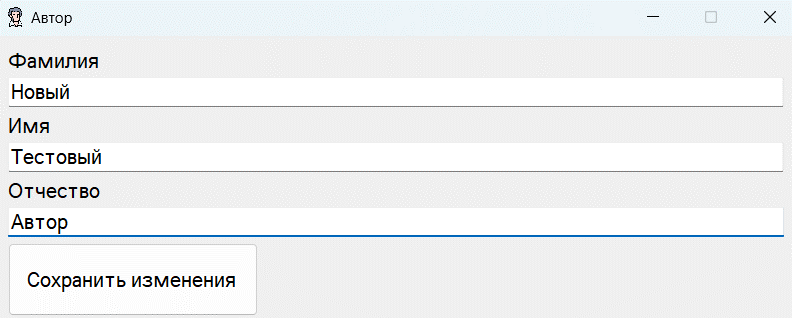 Автор
Фамилия
Новый
Имя
Тестовый
Отчество
Автор
Сохранить изменения